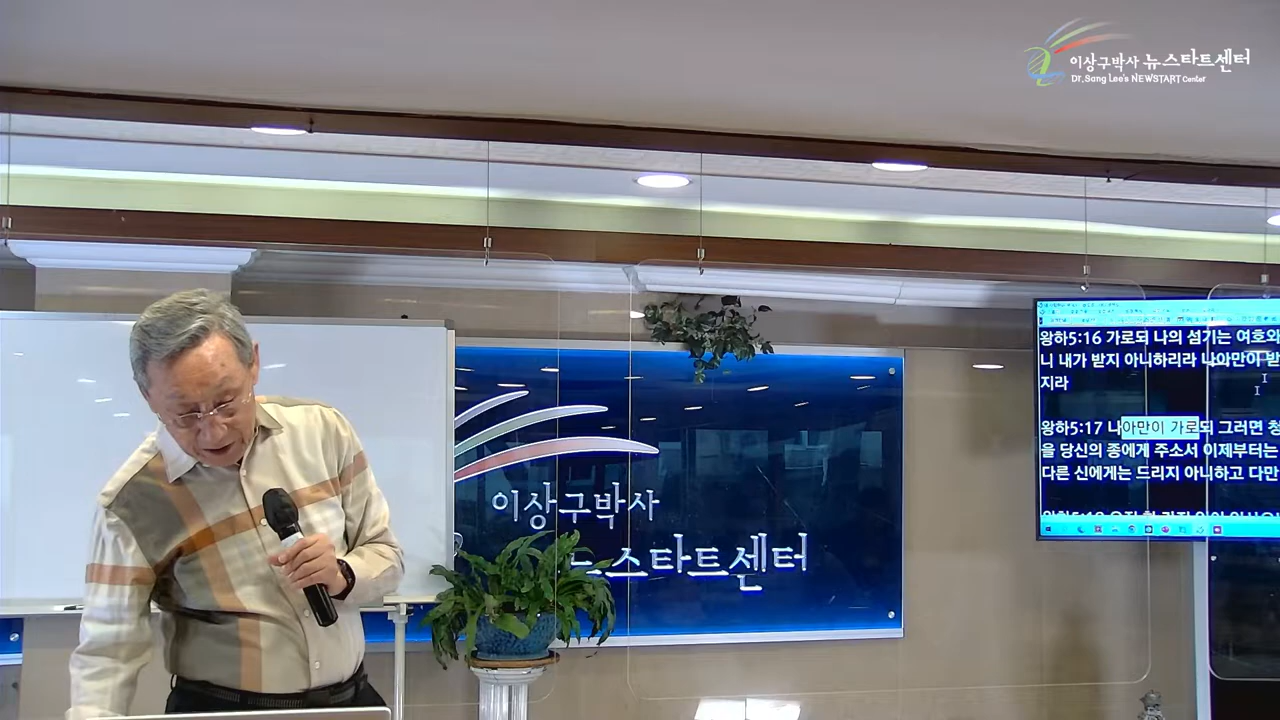 이상구박사 뉴스타트센터
Dr. Sang Lee's NEWSTART Center
왕하5:16 가로되 나의 섬기는 여호와
니 내가 받지 아니하리라 나아만이 받
지라
왕하5:17 나아만이 가로되 그러면 청
을 당신의 종에게 주소서 이제부터는
다른 신에게는 드리지 아니하고 다만
이상구박사
뉴스타트센터